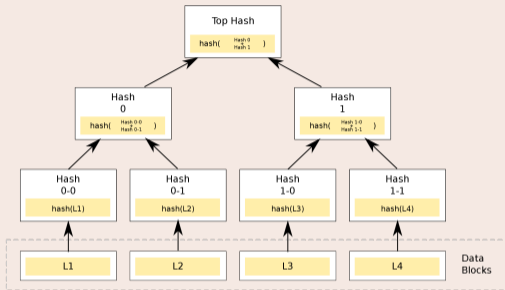 Top Hash
hash( Hash 0 + Hash 1 )
Hash
0
hash( Hash 0-0 + Hash 0-1 )
Hash
1
hash( Hash 1-0 + Hash 1-1 )
Hash
0-0
hash(L1)
Hash
0-1
hash(L2)
Hash
1-0
hash(L3)
Hash
1-1
hash(L4)
L1
L2
L3
L4
Data
Blocks